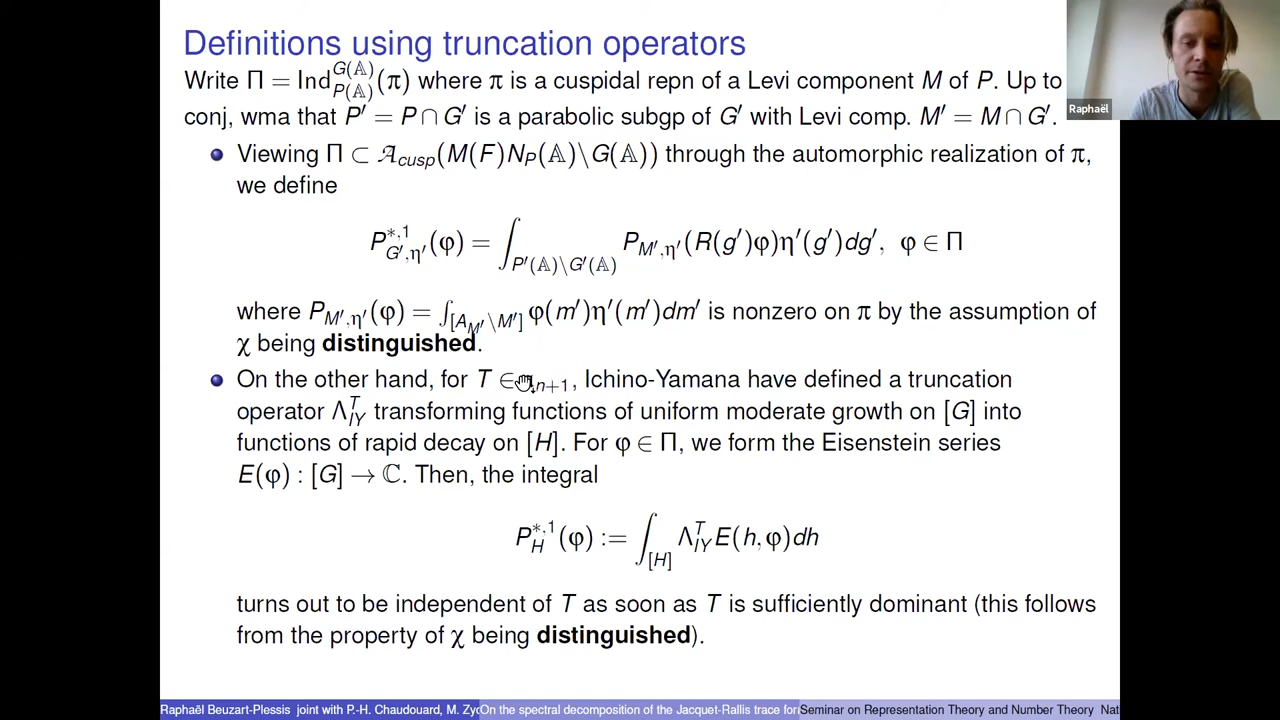 Definitions using truncation operators
Write Π = Ind_{P(𝔸)}^{G(𝔸)}(π) where π is a cuspidal repn of a Levi component M of P. Up to
conj, wma that P′ = P ∩ G′ is a parabolic subgp of G′ with Levi comp. M′ = M ∩ G′.
Viewing Π ⊂ 𝒜_{cusp}(M(F)N_P(𝔸)\G(𝔸)) through the automorphic realization of π,
we define
P^{*,1}_{G′,η′}(φ) = ∫_{P′(𝔸)\G′(𝔸)} P_{M′,η′}(R(g′)φ)η′(g′)dg′, φ ∈ Π
where P_{M′,η′}(φ) = ∫_{[A_{M′}\M′]} φ(m′)η′(m′)dm′ is nonzero on π by the assumption of
χ being distinguished.
On the other hand, for T ∈ _{n+1}, Ichino-Yamana have defined a truncation
operator Λ^T_{IY} transforming functions of uniform moderate growth on [G] into
functions of rapid decay on [H]. For φ ∈ Π, we form the Eisenstein series
E(φ) : [G] → ℂ. Then, the integral
P^{*,1}_H(φ) := ∫_{[H]} Λ^T_{IY}E(h, φ)dh
turns out to be independent of T as soon as T is sufficiently dominant (this follows
from the property of χ being distinguished).
Raphaël
Raphaël Beuzart-Plessis joint with P.-H. Chaudouard, M. Zyd
On the spectral decomposition of the Jacquet-Rallis trace for
Seminar on Representation Theory and Number Theory Nat